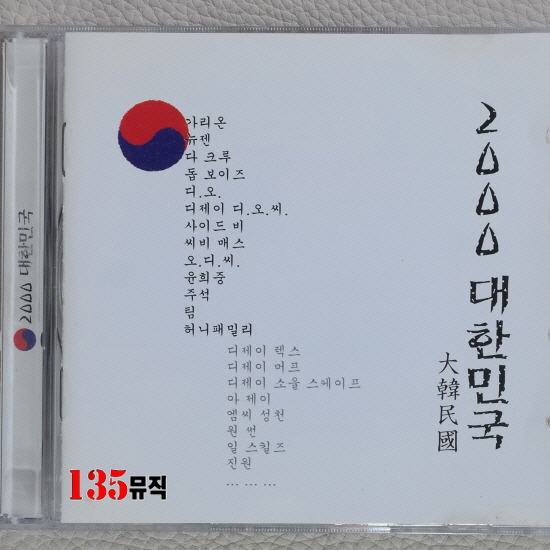 2000 대한민국
가리온
뉴젠
다 크루
돕 보이즈
디.오.
디제이 디.오.씨.
사이드 비
씨비 매스
오.디.씨.
윤희중
주석
팀
허니패밀리
디제이 렉스
디제이 머프
디제이 소울 스케이프
아 제이
엠씨 성천
원 썬
일 스킬즈
진원
... ... ...
2000 대한민국
大韓民國
135뮤직